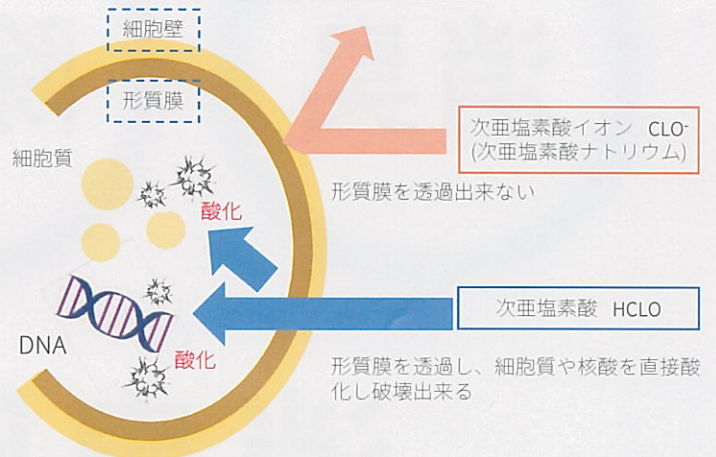 細胞壁
形質膜
細胞質
酸化
DNA
酸化
次亜塩素酸イオン CLO-
(次亜塩素酸ナトリウム)
形質膜を透過出来ない
次亜塩素酸 HCLO
形質膜を透過し、細胞質や核酸を直接酸
化し破壊出来る